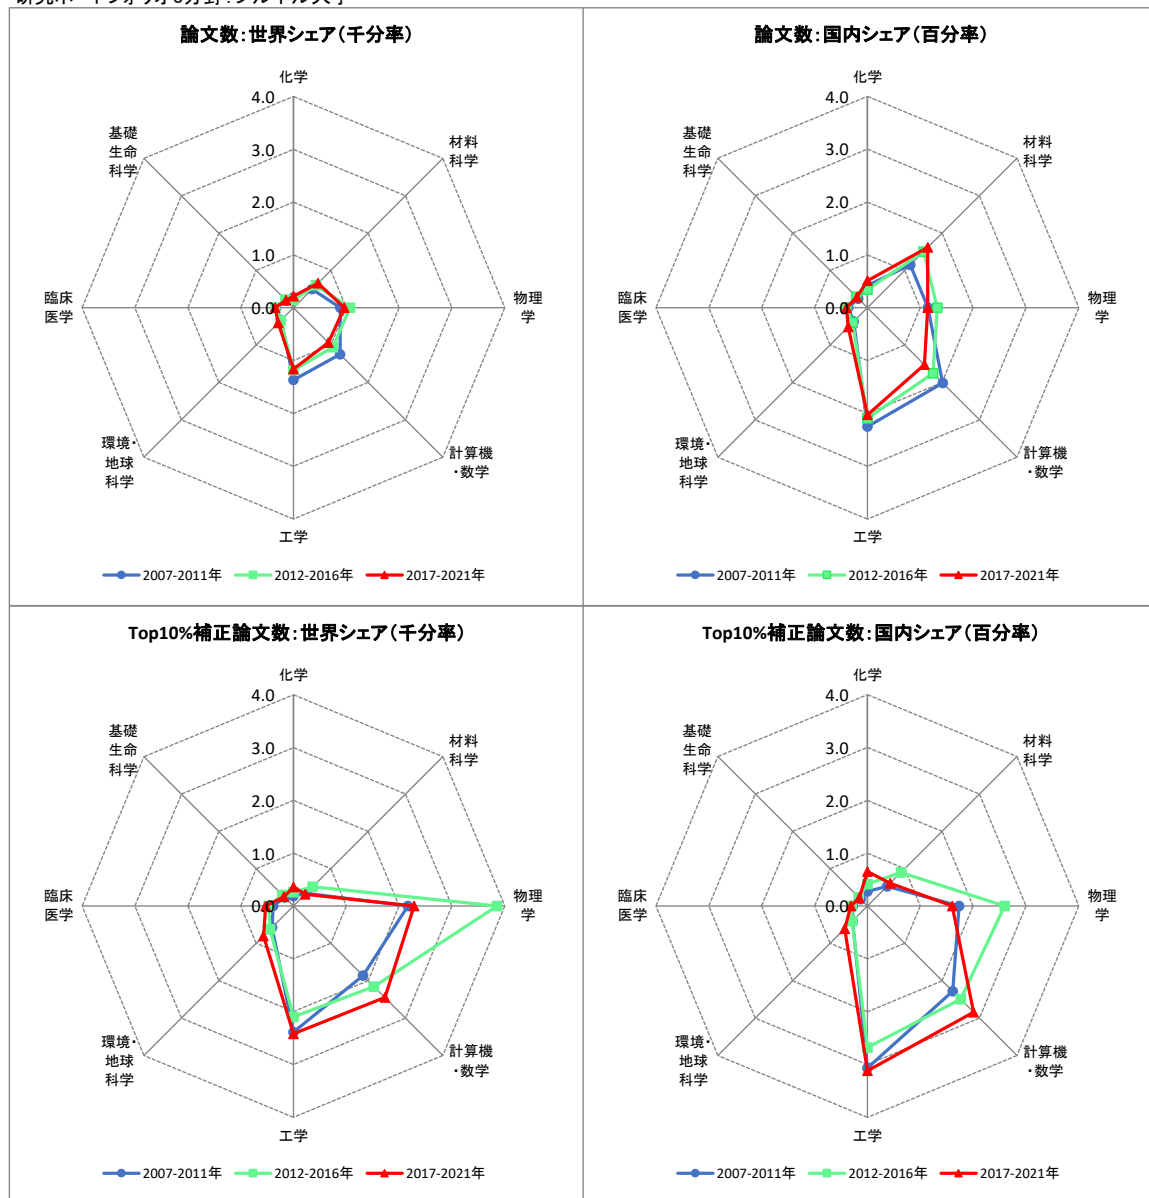 論文数：世界シェア（千分率）
化学
材料
科学
物理
学
計算機
・数学
工学
環境・
地球
科学
臨床
医学
基礎
生命
科学
4.0
3.0
2.0
1.0
0.0
2007-2011年 2012-2016年 2017-2021年
論文数：国内シェア（百分率）
化学
材料
科学
物理
学
計算機
・数学
工学
環境・
地球
科学
臨床
医学
基礎
生命
科学
4.0
3.0
2.0
1.0
0.0
2007-2011年 2012-2016年 2017-2021年
Top10%補正論文数：世界シェア（千分率）
化学
材料
科学
物理
学
計算機
・数学
工学
環境・
地球
科学
臨床
医学
基礎
生命
科学
4.0
3.0
2.0
1.0
0.0
2007-2011年 2012-2016年 2017-2021年
Top10%補正論文数：国内シェア（百分率）
化学
材料
科学
物理
学
計算機
・数学
工学
環境・
地球
科学
臨床
医学
基礎
生命
科学
4.0
3.0
2.0
1.0
0.0
2007-2011年 2012-2016年 2017-2021年